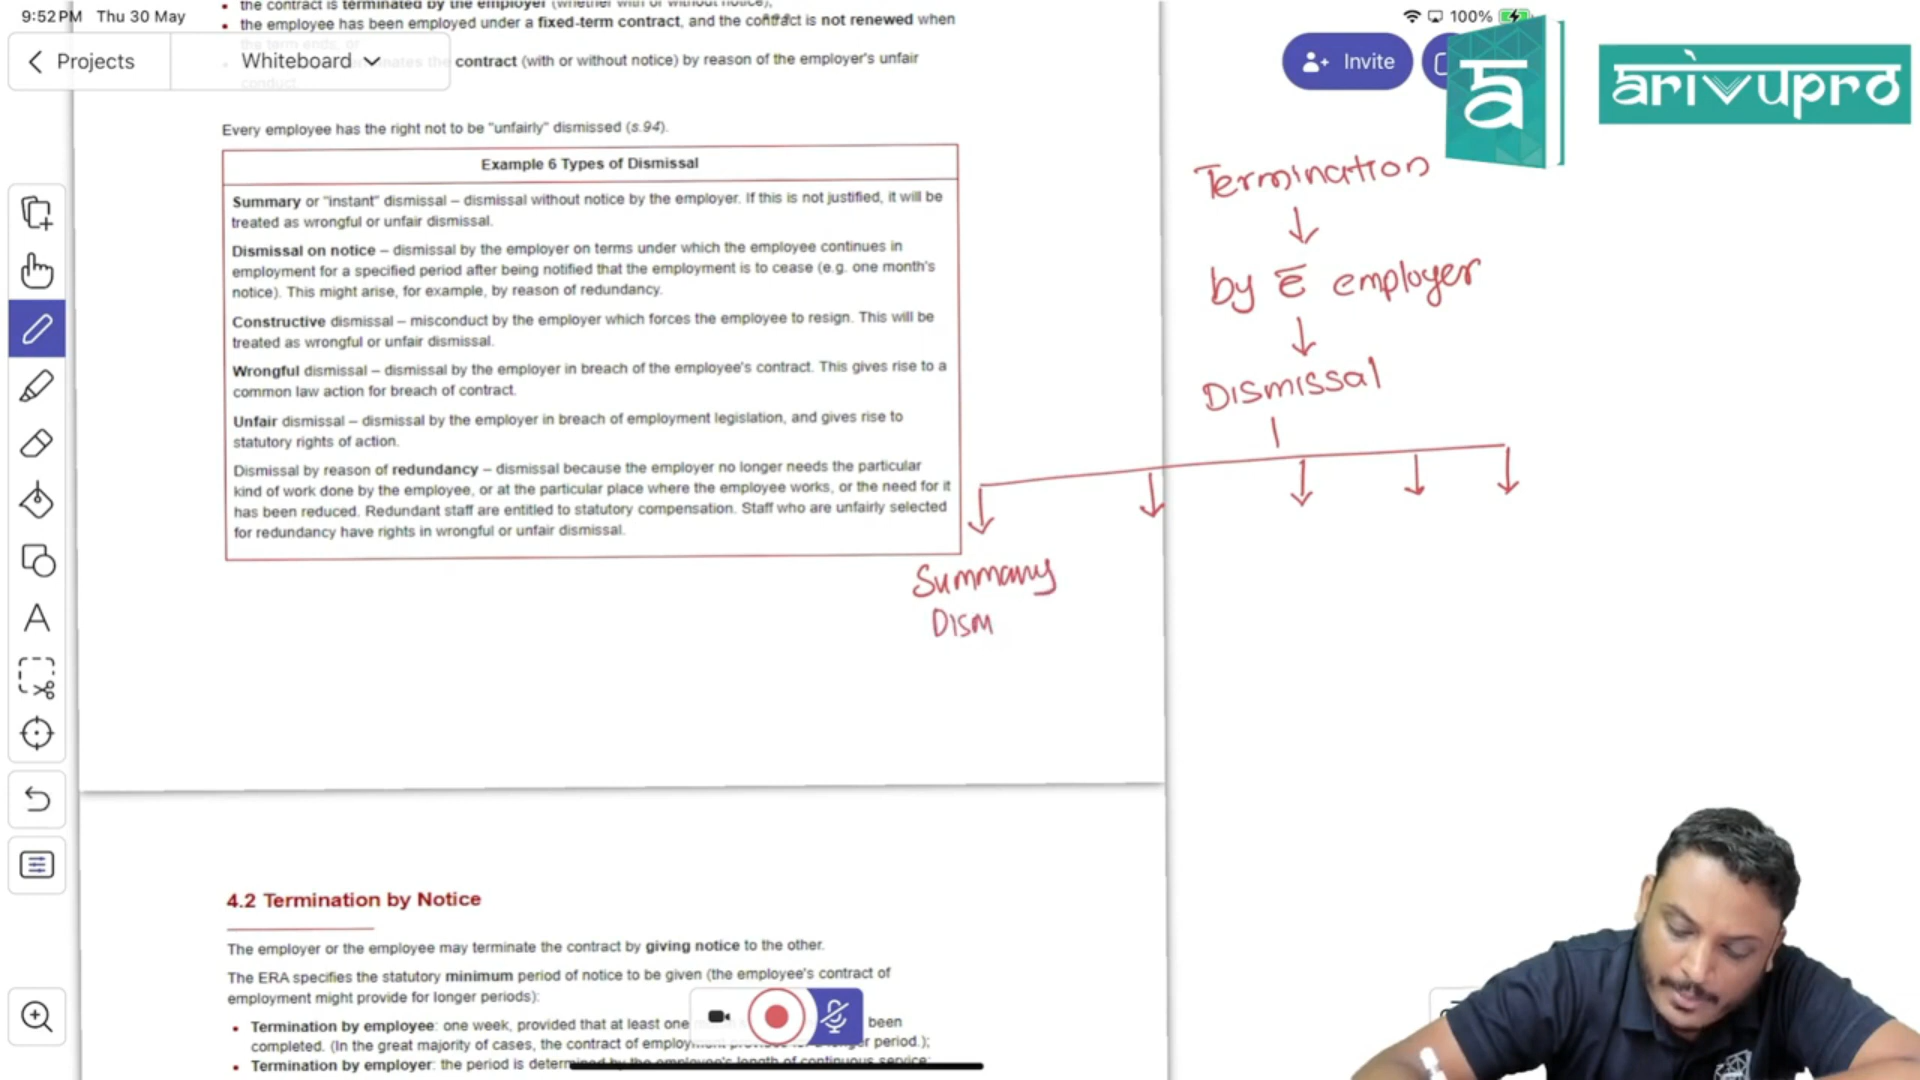 9:52 PM Thu 30 May
100%
the contract is terminated by the employer (whether with or without notice);
the employee has been employed under a fixed-term contract, and the contract is not renewed when
the term ends, or
Projects
Whiteboard
contract (with or without notice) by reason of the employer's unfair
conduct.
Invite
ā
arivupro
Every employee has the right not to be "unfairly" dismissed (s.94).
Example 6 Types of Dismissal
Summary or "instant" dismissal – dismissal without notice by the employer. If this is not justified, it will be
treated as wrongful or unfair dismissal.
Dismissal on notice – dismissal by the employer on terms under which the employee continues in
employment for a specified period after being notified that the employment is to cease (e.g. one month's
notice). This might arise, for example, by reason of redundancy.
Constructive dismissal – misconduct by the employer which forces the employee to resign. This will be
treated as wrongful or unfair dismissal.
Wrongful dismissal – dismissal by the employer in breach of the employee's contract. This gives rise to a
common law action for breach of contract.
Unfair dismissal – dismissal by the employer in breach of employment legislation, and gives rise to
statutory rights of action.
Dismissal by reason of redundancy – dismissal because the employer no longer needs the particular
kind of work done by the employee, or at the particular place where the employee works, or the need for it
has been reduced. Redundant staff are entitled to statutory compensation. Staff who are unfairly selected
for redundancy have rights in wrongful or unfair dismissal.
Termination
by ē employer
Dismissal
Summary
Dism
4.2 Termination by Notice
The employer or the employee may terminate the contract by giving notice to the other.
The ERA specifies the statutory minimum period of notice to be given (the employee's contract of
employment might provide for longer periods):
Termination by employee: one week, provided that at least one been
completed. (In the great majority of cases, the contract of employment period.);
Termination by employer: the period is determined by the employee's length of continuous service: